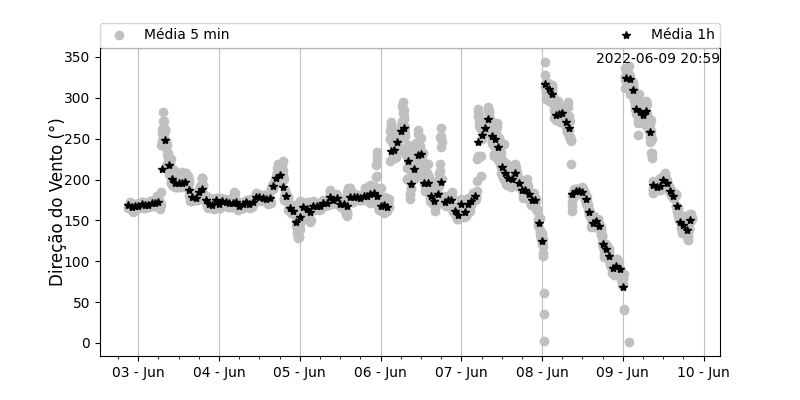 Média 5 min
Média 1h
2022-06-09 20:59
Direção do Vento (°)
350
300
250
200
150
100
50
0
03 - Jun
04 - Jun
05 - Jun
06 - Jun
07 - Jun
08 - Jun
09 - Jun
10 - Jun